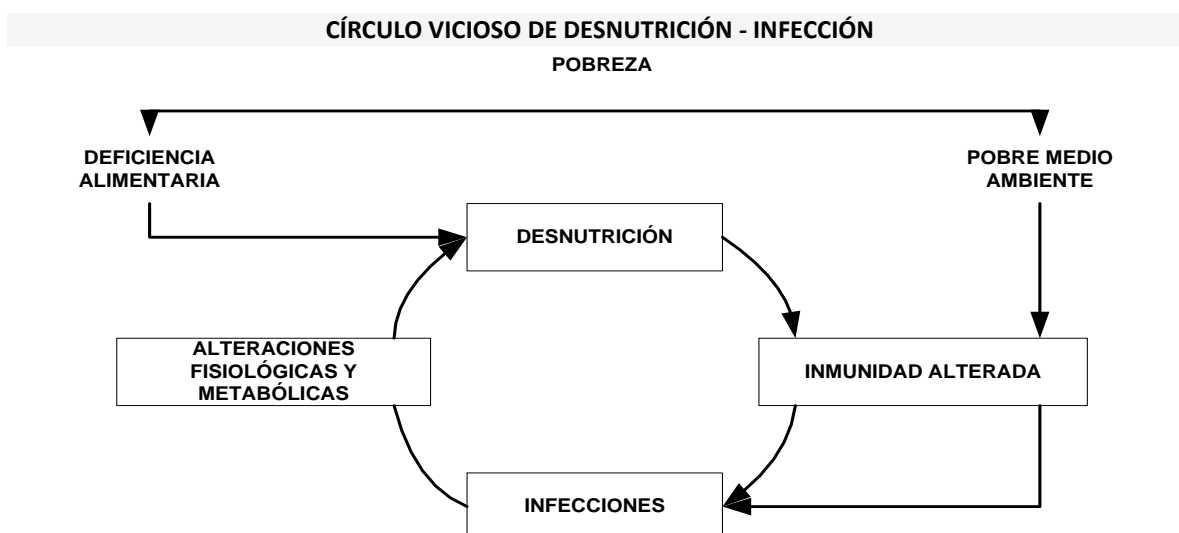 CÍRCULO VICIOSO DE DESNUTRICIÓN - INFECCIÓN
POBREZA
DEFICIENCIA
ALIMENTARIA
POBRE MEDIO
AMBIENTE
DESNUTRICIÓN
ALTERACIONES
FISIOLÓGICAS Y
METABÓLICAS
INMUNIDAD ALTERADA
INFECCIONES